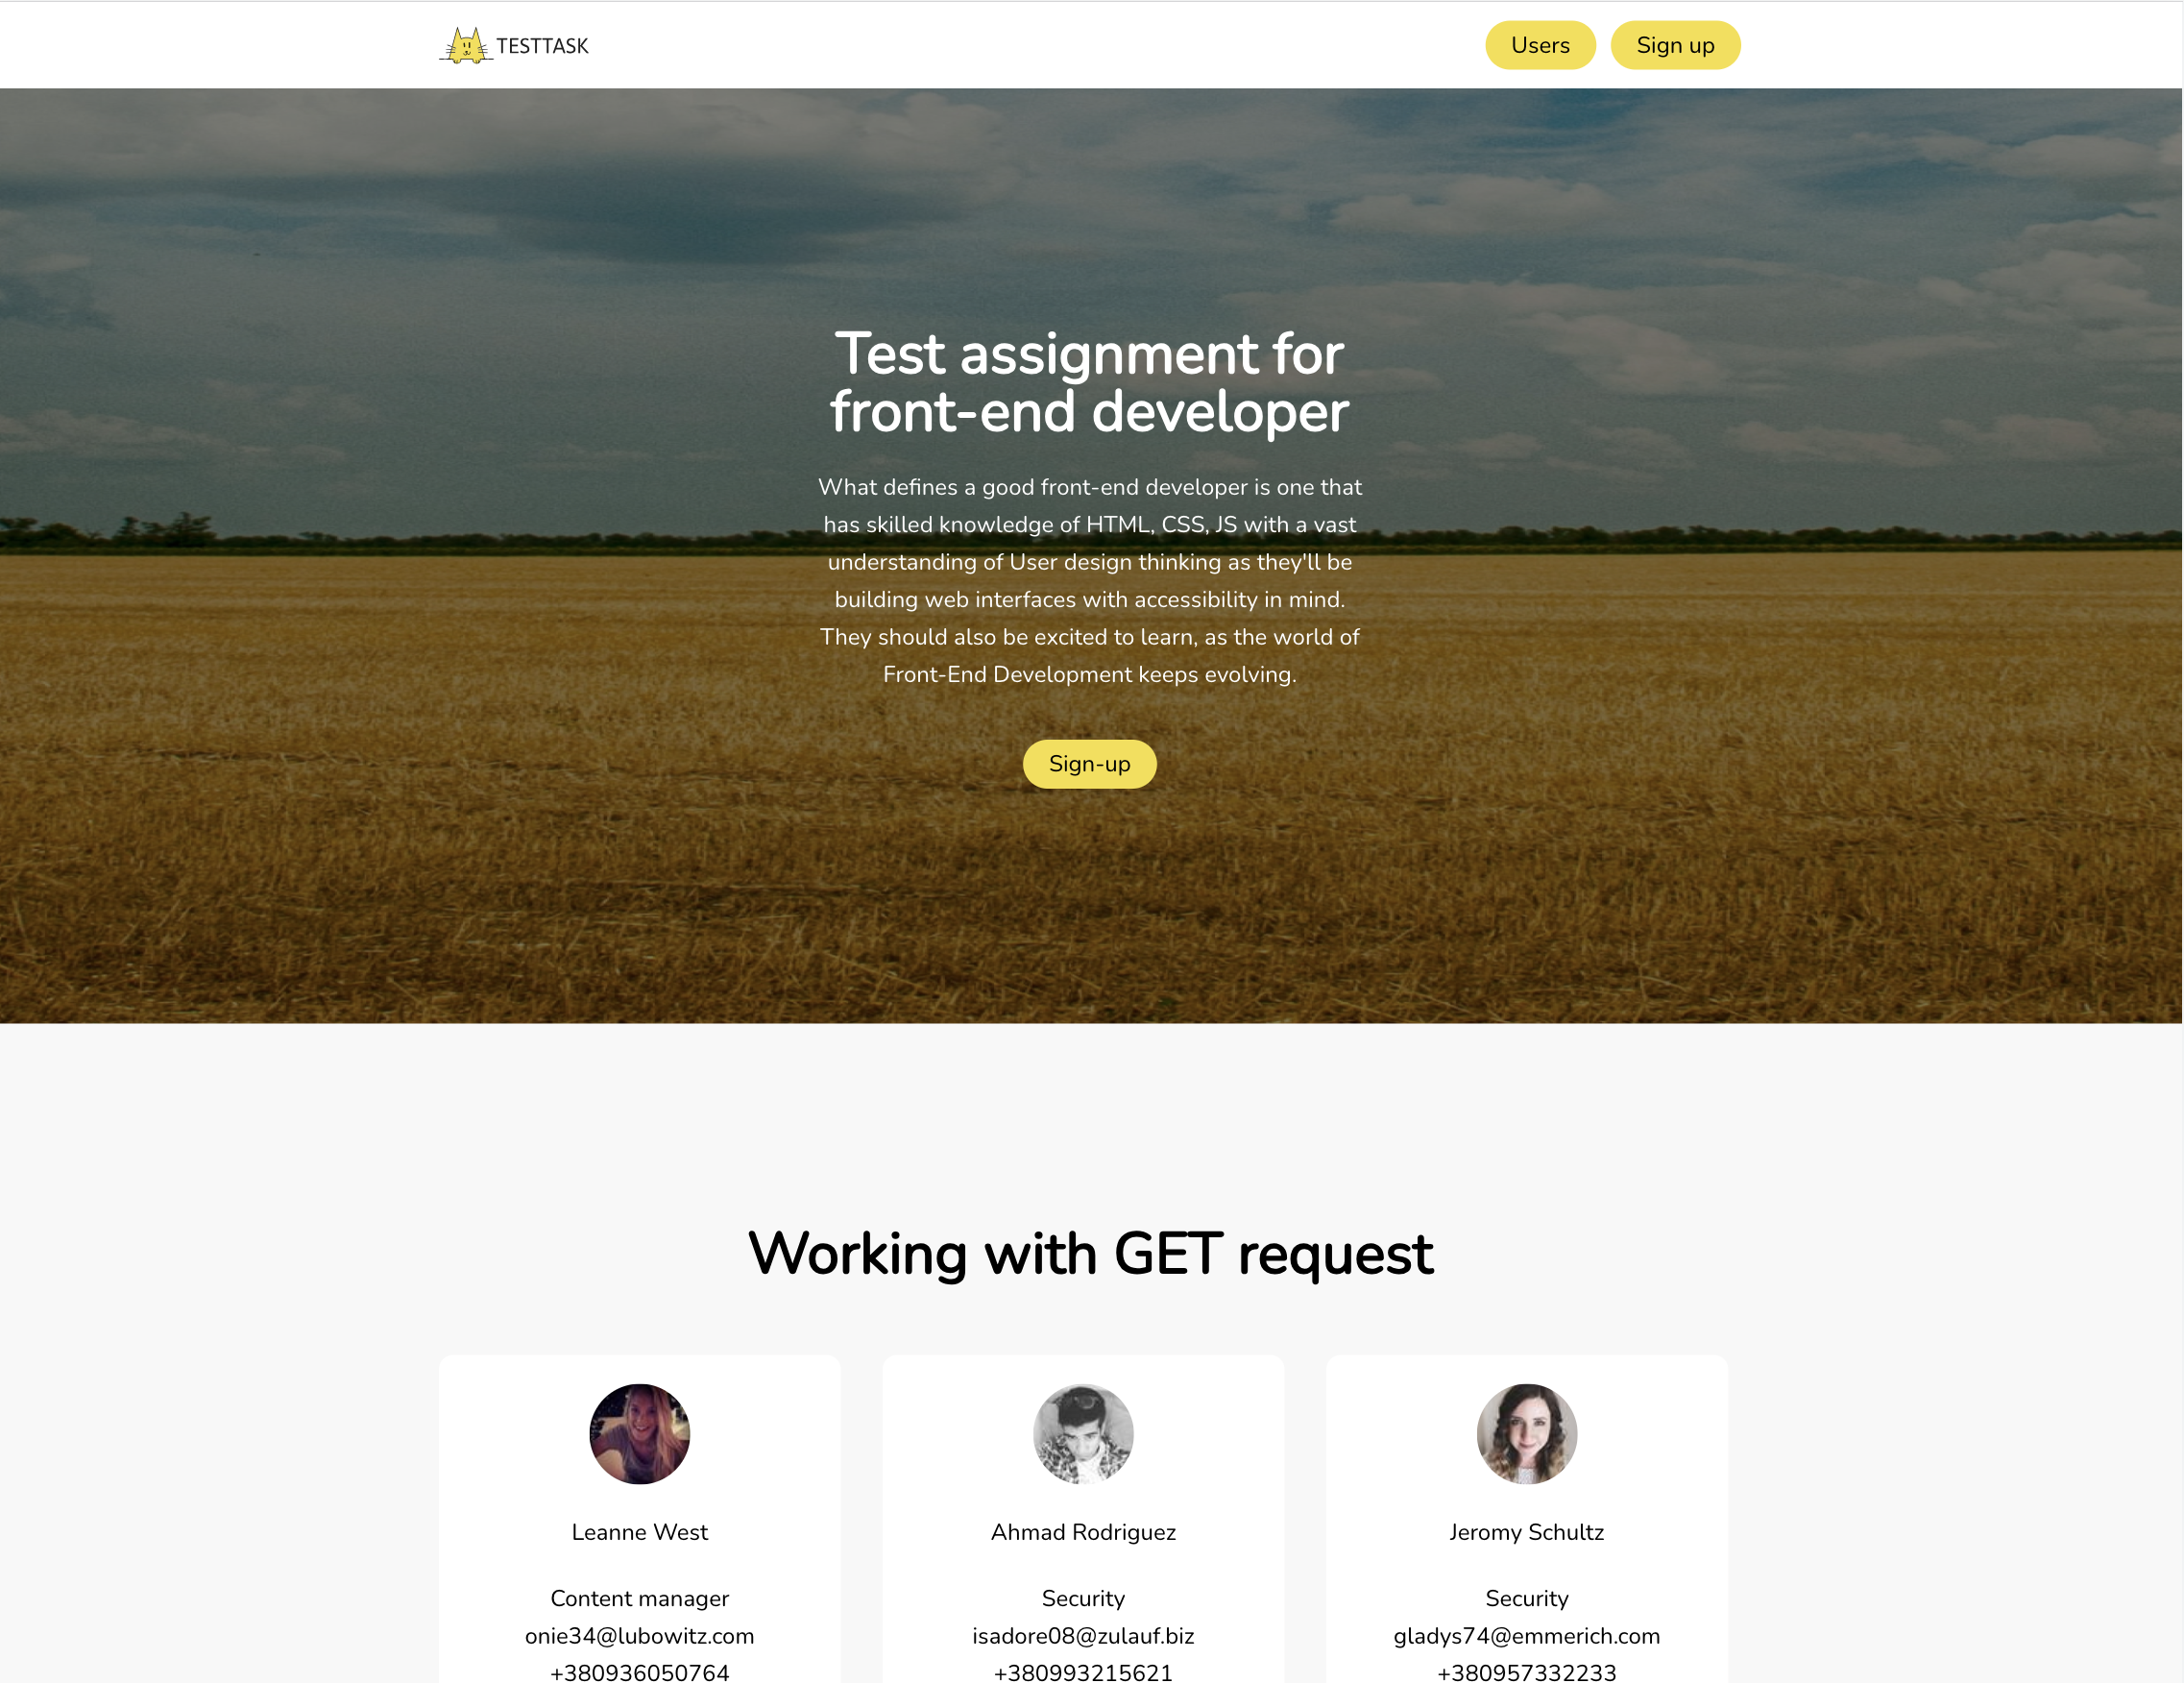 TESTTASK
Users
Sign up
Test assignment for
front-end developer
What defines a good front-end developer is one that
has skilled knowledge of HTML, CSS, JS with a vast
understanding of User design thinking as they'll be
building web interfaces with accessibility in mind.
They should also be excited to learn, as the world of
Front-End Development keeps evolving.
Sign-up
Working with GET request
Leanne West
Content manager
onie34@lubowitz.com
+380936050764
Ahmad Rodriguez
Security
isadore08@zulauf.biz
+380993215621
Jeromy Schultz
Security
gladys74@emmerich.com
+380957332233